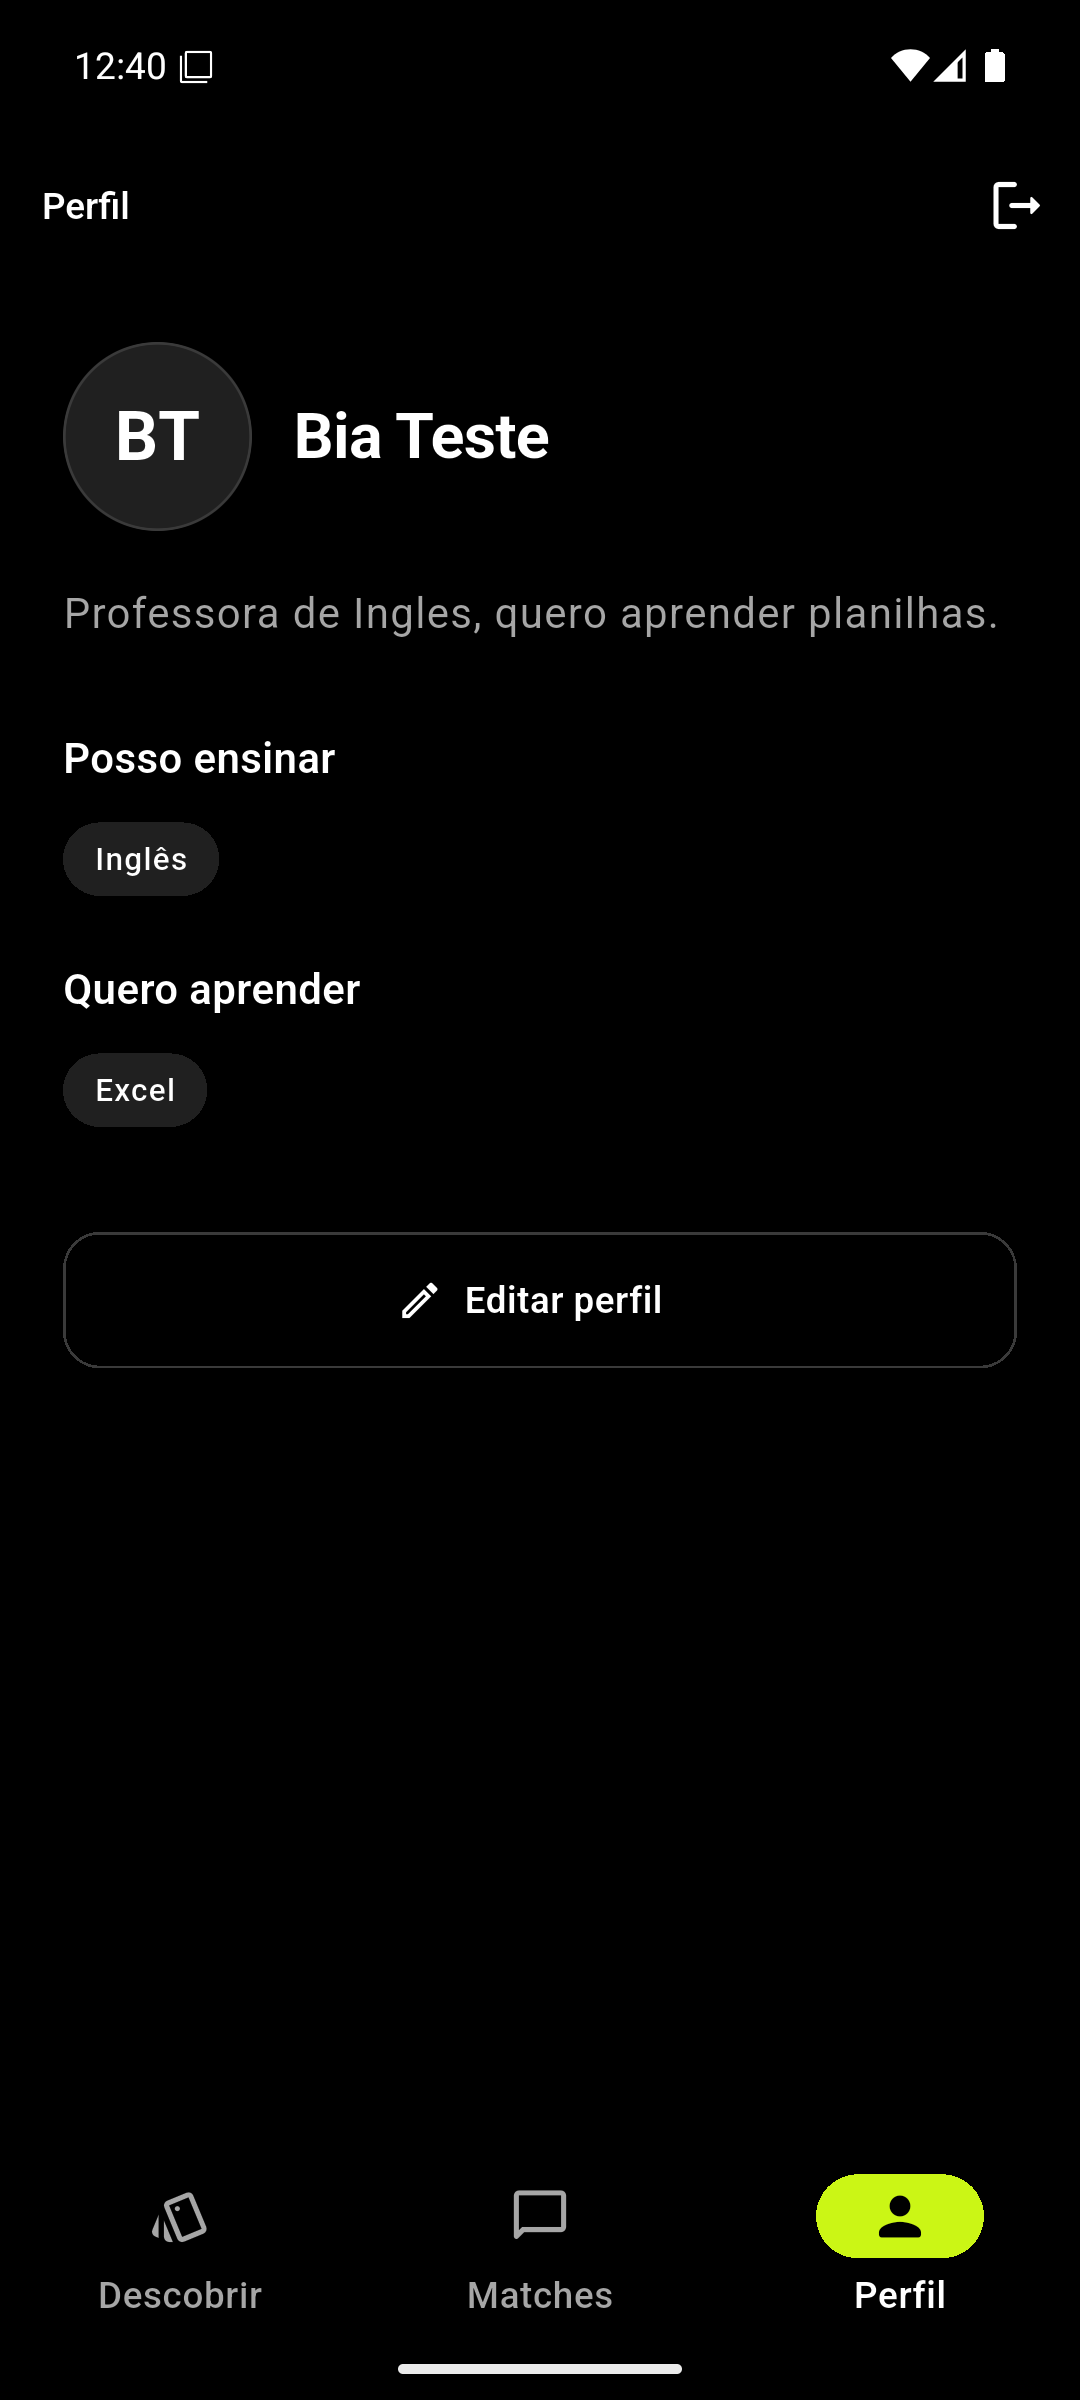 12:40
Perfil
BT
Bia Teste
Professora de Ingles, quero aprender planilhas.
Posso ensinar
Inglês
Quero aprender
Excel
Editar perfil
Descobrir
Matches
Perfil